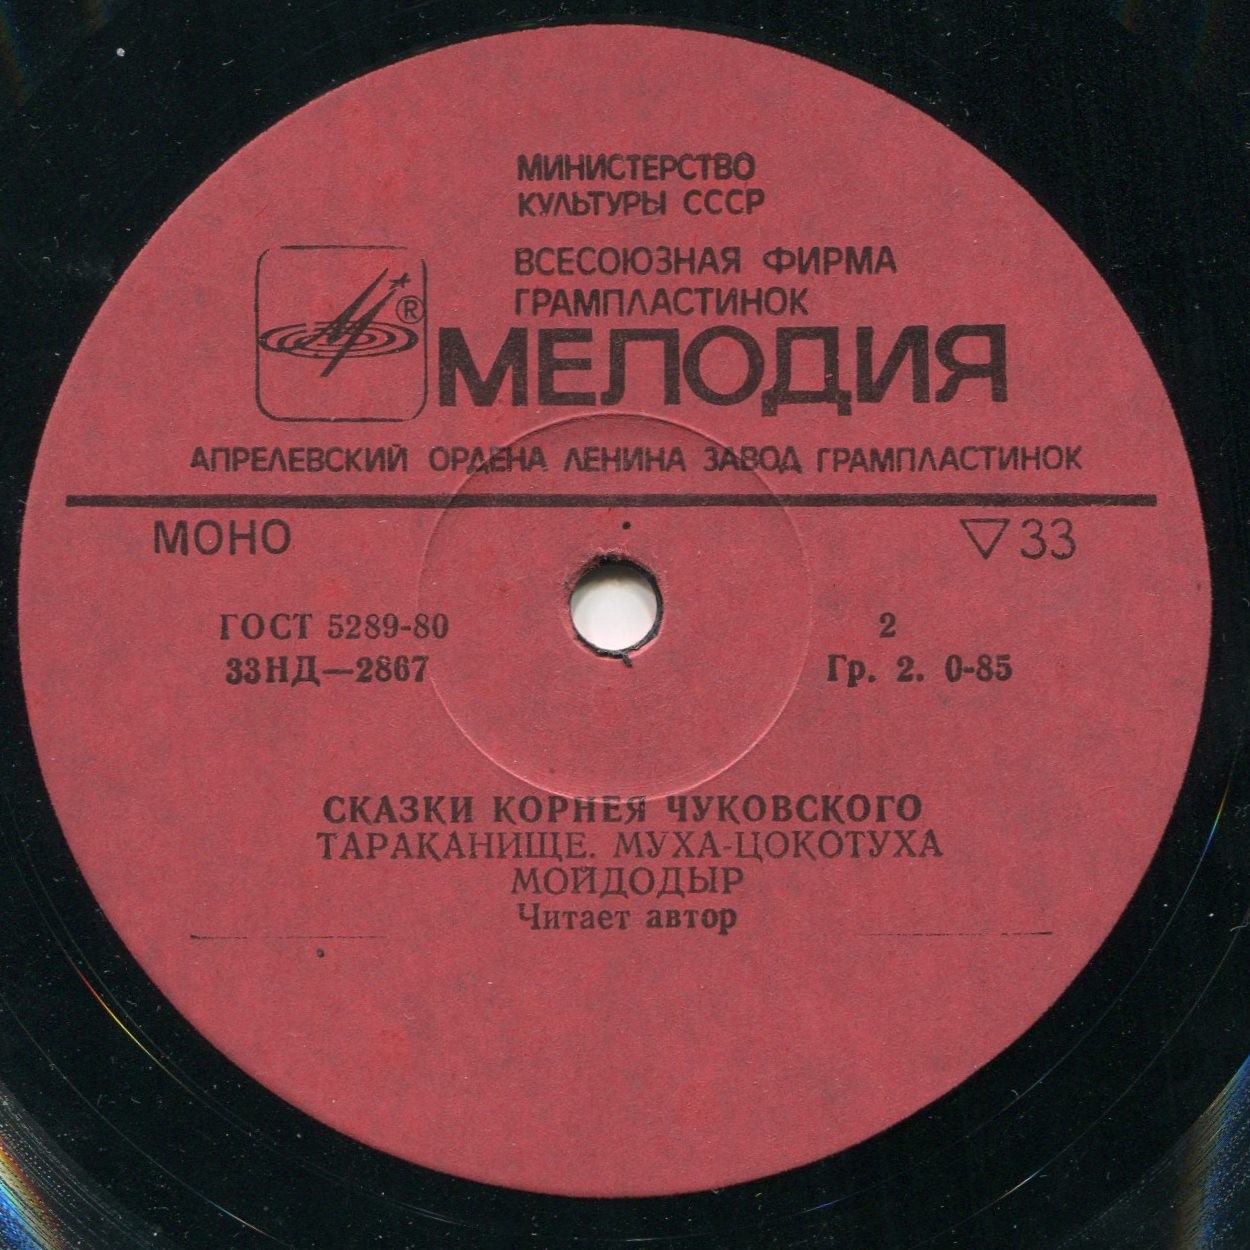 МИНИСТЕРСТВО
КУЛЬТУРЫ СССР
ВСЕСОЮЗНАЯ ФИРМА
ГРАМПЛАСТИНОК
®
МЕЛОДИЯ
АПРЕЛЕВСКИЙ ОРДЕНА ЛЕНИНА ЗАВОД ГРАМПЛАСТИНОК
МОНО ▽33
ГОСТ 5289-80 2
33НД—2867 Гр. 2. 0-85
СКАЗКИ КОРНЕЯ ЧУКОВСКОГО
ТАРАКАНИЩЕ. МУХА-ЦОКОТУХА
МОЙДОДЫР
Читает автор